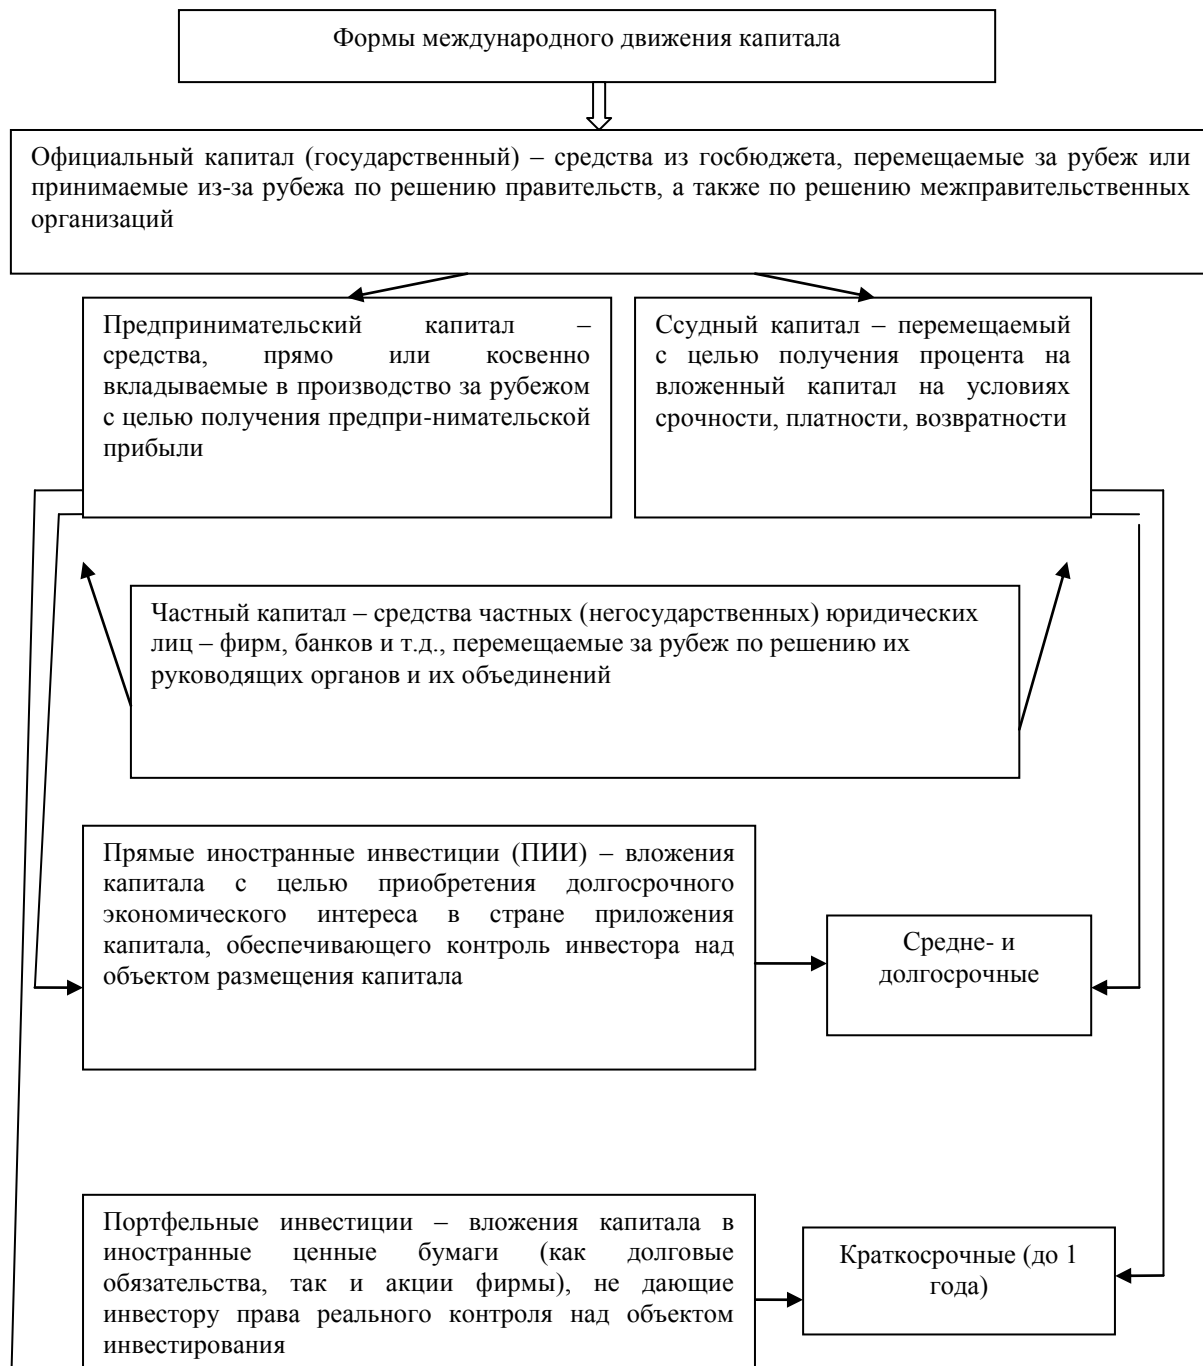 Формы международного движения капитала
Официальный капитал (государственный) – средства из госбюджета, перемещаемые за рубеж или
принимаемые из-за рубежа по решению правительств, а также по решению межправительственных
организаций
Предпринимательский капитал –
средства, прямо или косвенно
вкладываемые в производство за рубежом
с целью получения предпри-нимательской
прибыли
Ссудный капитал – перемещаемый
с целью получения процента на
вложенный капитал на условиях
срочности, платности, возвратности
Частный капитал – средства частных (негосударственных) юридических
лиц – фирм, банков и т.д., перемещаемые за рубеж по решению их
руководящих органов и их объединений
Прямые иностранные инвестиции (ПИИ) – вложения
капитала с целью приобретения долгосрочного
экономического интереса в стране приложения
капитала, обеспечивающего контроль инвестора над
объектом размещения капитала
Средне- и
долгосрочные
Портфельные инвестиции – вложения капитала в
иностранные ценные бумаги (как долговые
обязательства, так и акции фирмы), не дающие
инвестору права реального контроля над объектом
инвестирования
Краткосрочные (до 1
года)